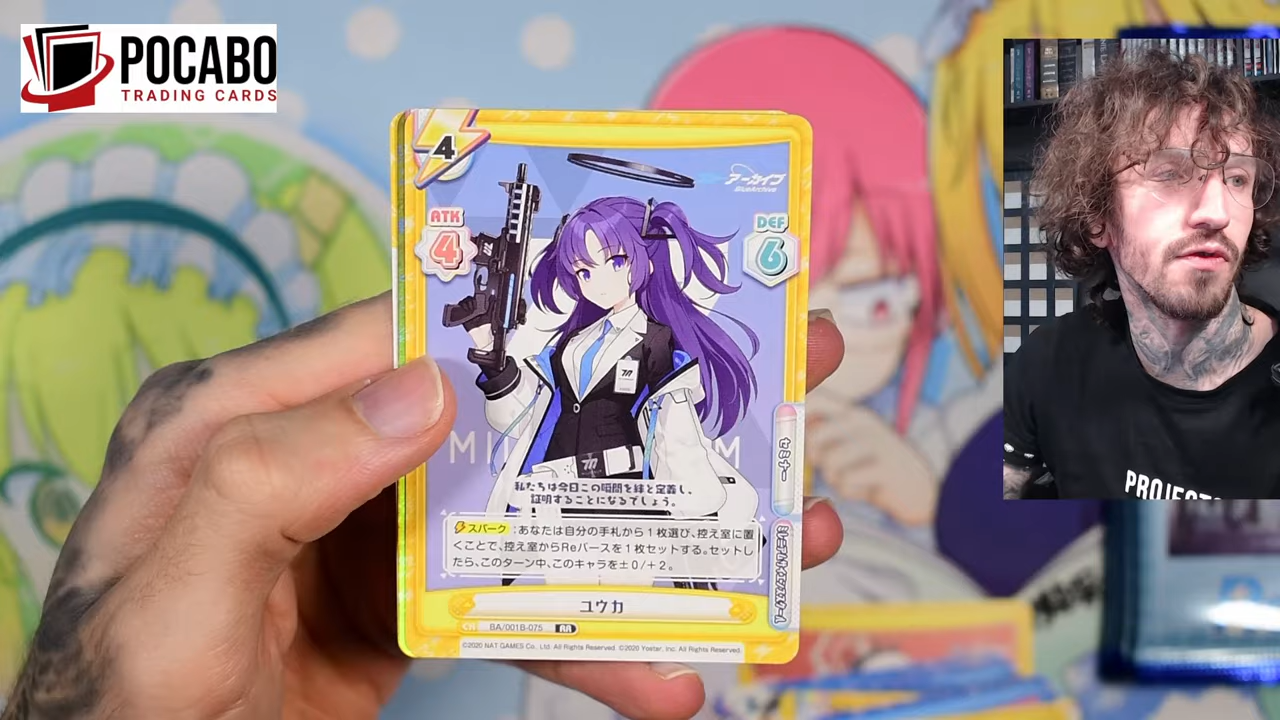 POCABO
TRADING CARDS
4
アーカイブ
BlueArchive
ATK
4
DEF
6
セミナー
ミレニアムサイエンススクール
私たちは今日この瞬間を絆と定義し、
証明することになるでしょう。
スパーク:あなたは自分の手札から1枚選び、控え室に置
くことで、控え室からReバースを1枚セットする。セットし
たら、このターン中、このキャラを±0/+2。
ユウカ
CH BA/001B-075 RR
©2020 NAT GAMES Co., Ltd. All Rights Reserved. ©2020 Yostar, Inc. All Rights Reserved.